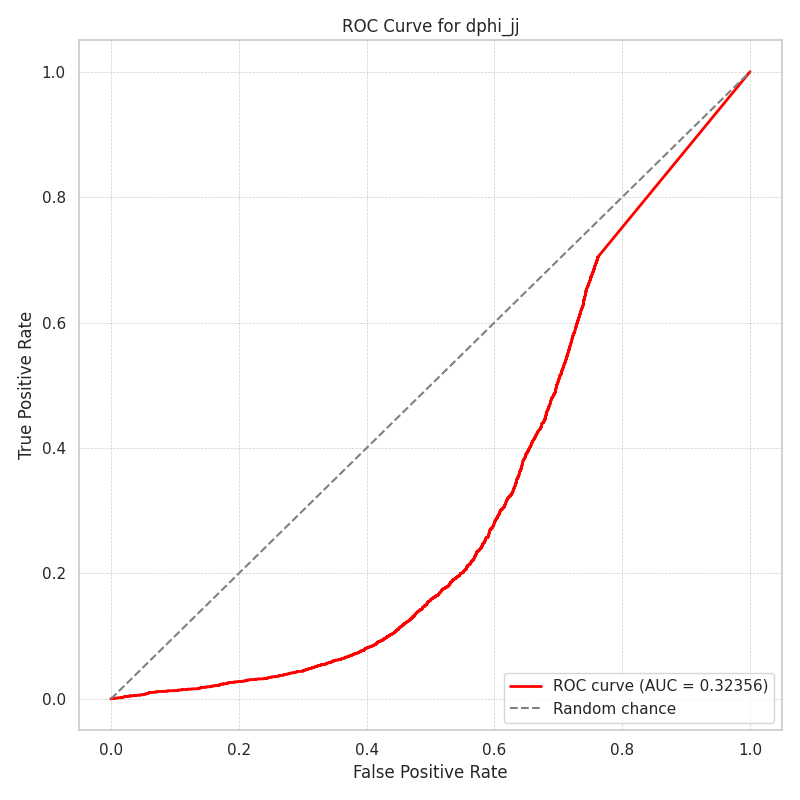 ROC Curve for dphi_jj
True Positive Rate
1.0
0.8
0.6
0.4
0.2
0.0
ROC curve (AUC = 0.32356)
Random chance
0.0 0.2 0.4 0.6 0.8 1.0
False Positive Rate